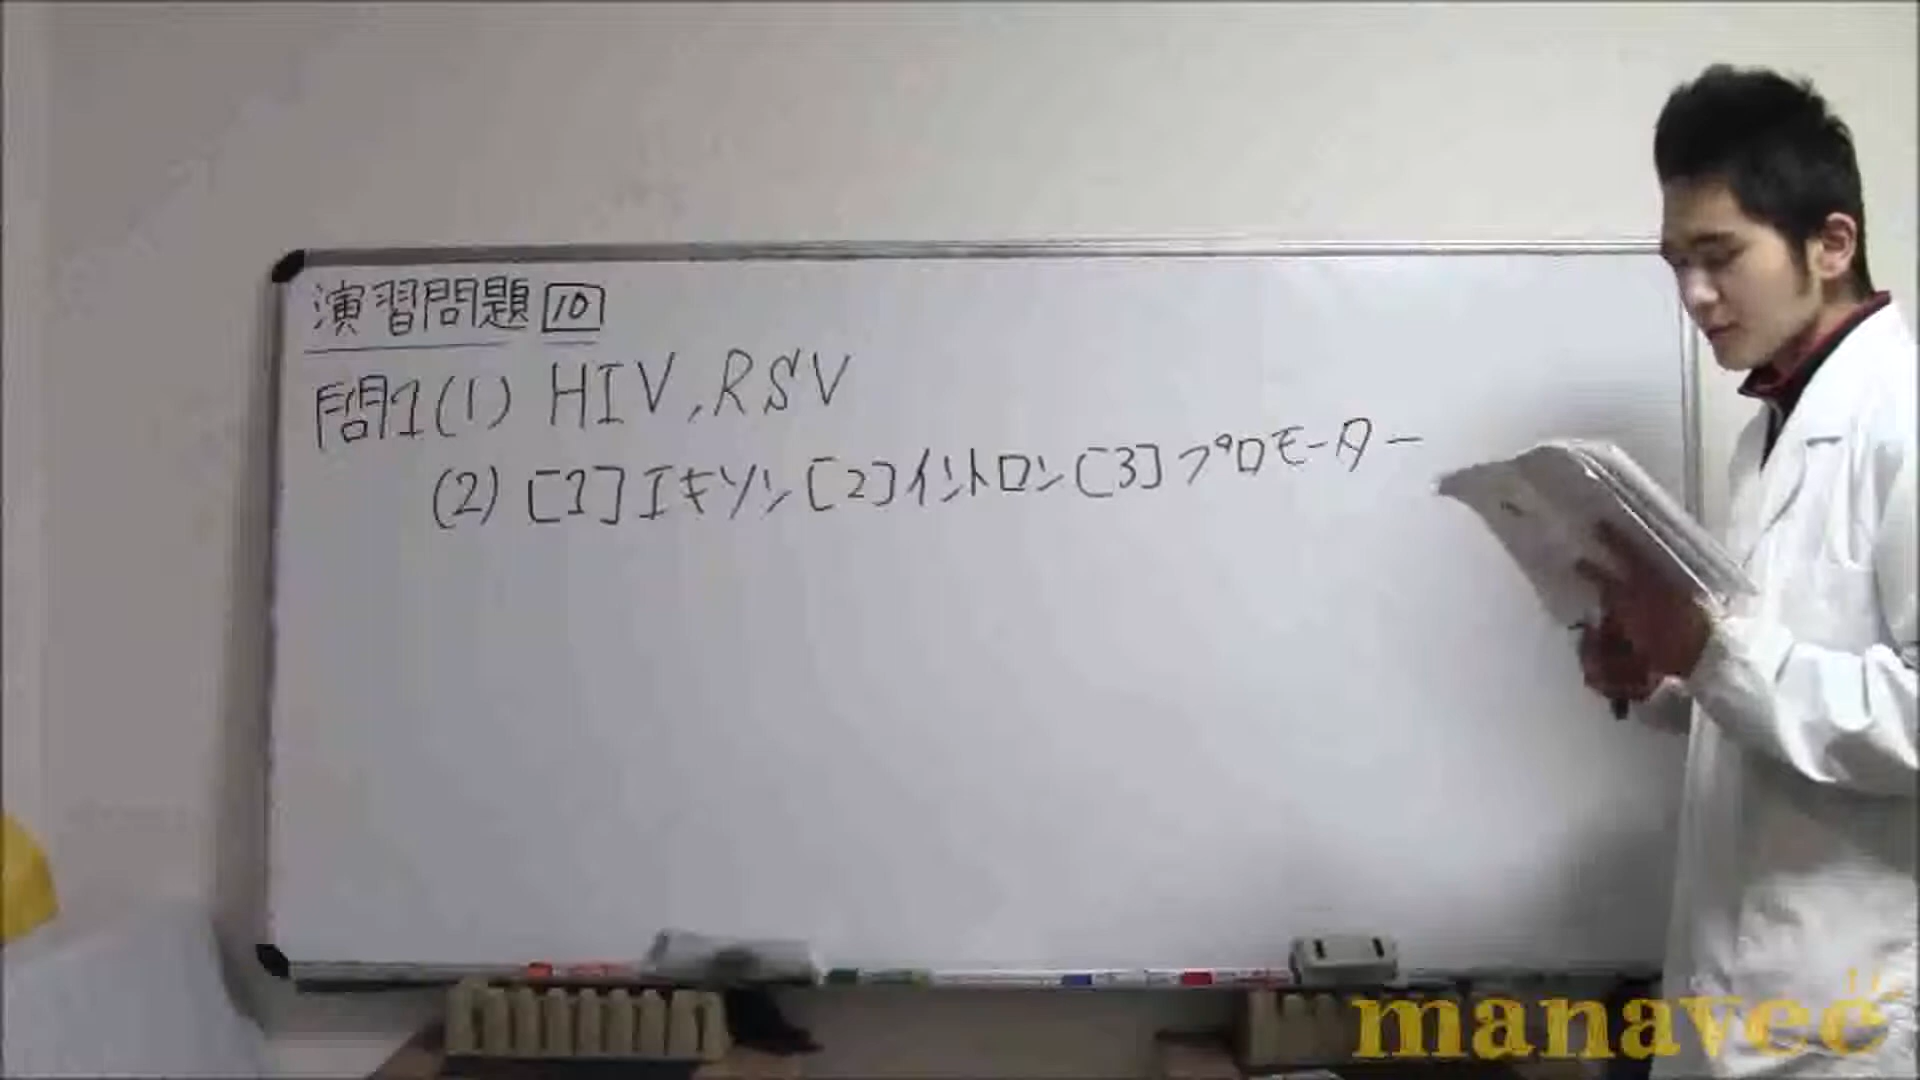 演習問題 10
問1 (1) HIV, RSV
(2) [1] エキソン [2] イントロン [3] プロモーター
manavee